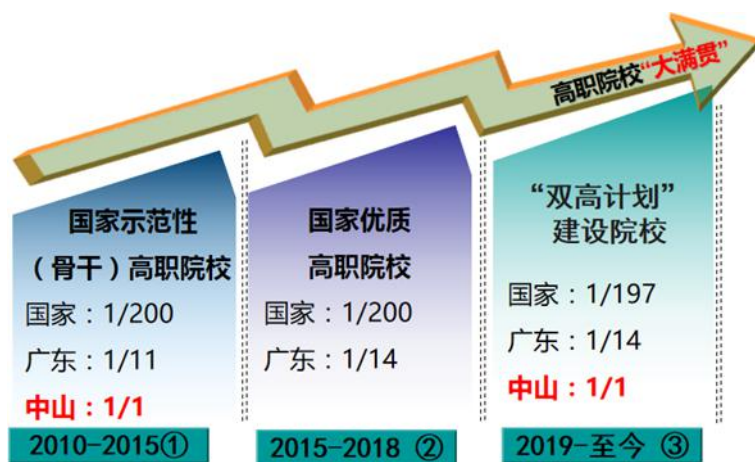 高职院校“大满贯”
国家示范性
（骨干）高职院校
国家：1/200
广东：1/11
中山：1/1
2010-2015①
国家优质
高职院校
国家：1/200
广东：1/14
2015-2018 ②
“双高计划”
建设院校
国家：1/197
广东：1/14
中山：1/1
2019-至今 ③